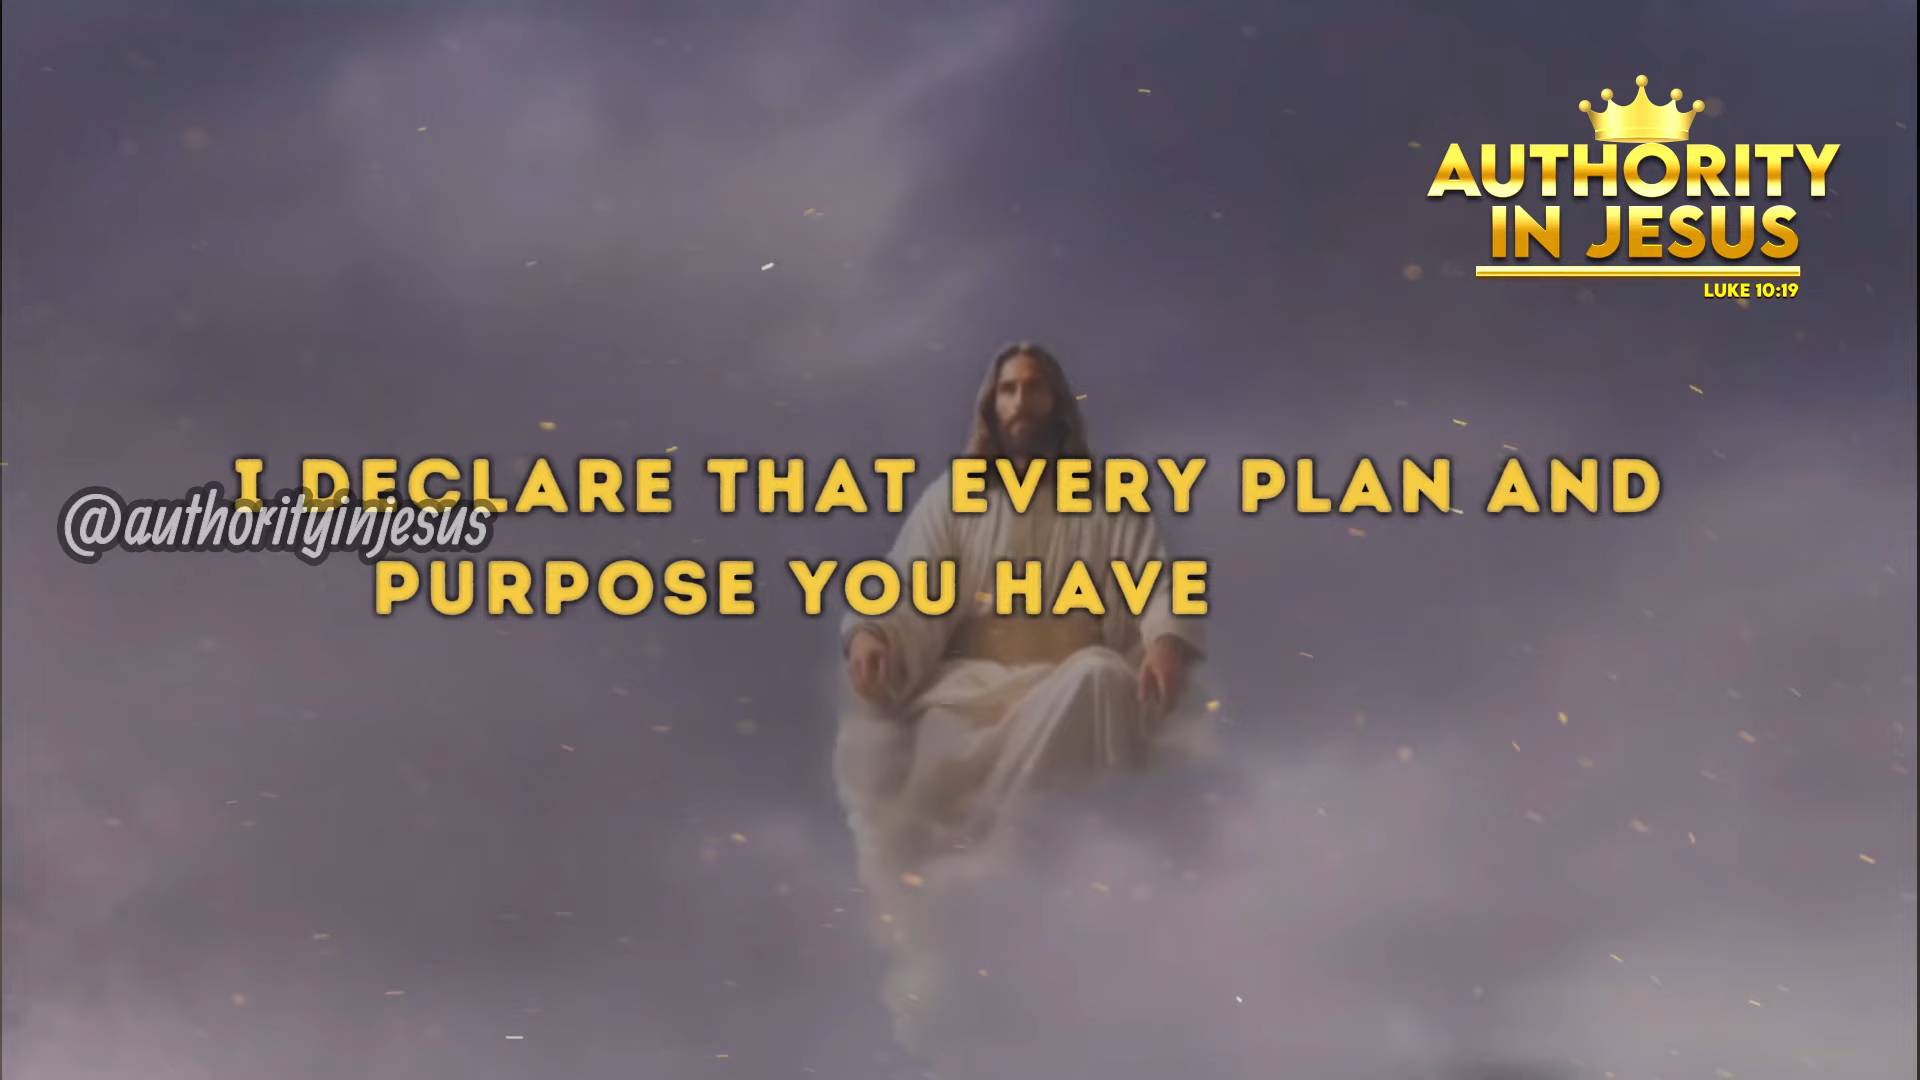 AUTHORITY
IN JESUS
LUKE 10:19
I DECLARE THAT EVERY PLAN AND
@authorityinjesus
PURPOSE YOU HAVE